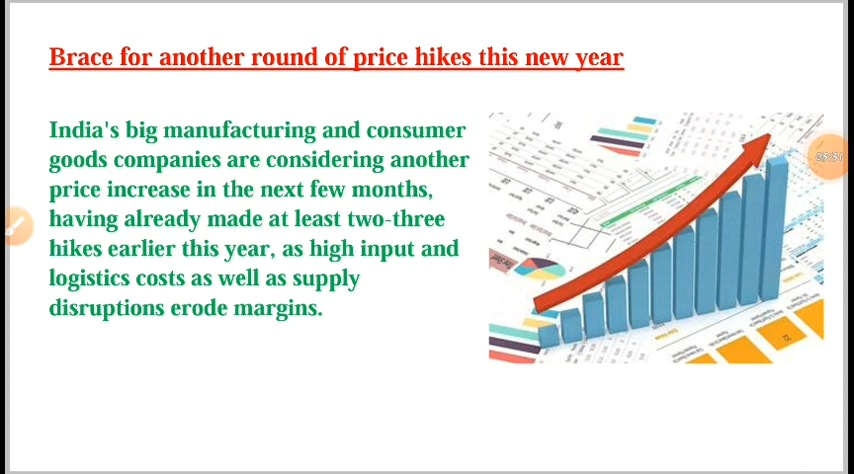 Brace for another round of price hikes this new year
India's big manufacturing and consumer
goods companies are considering another
price increase in the next few months,
having already made at least two-three
hikes earlier this year, as high input and
logistics costs as well as supply
disruptions erode margins.